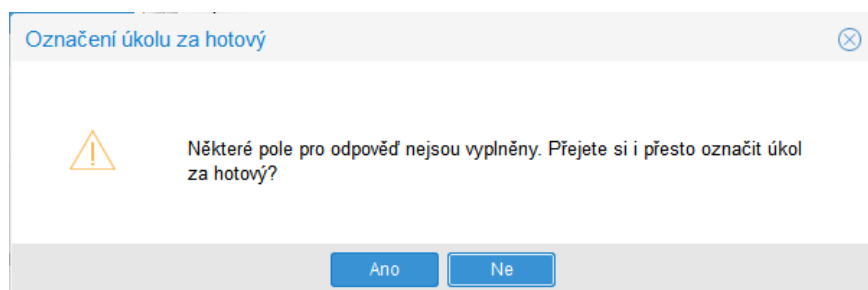 Označení úkolu za hotový
Některé pole pro odpověď nejsou vyplněny. Přejete si i přesto označit úkol
za hotový?
Ano
Ne